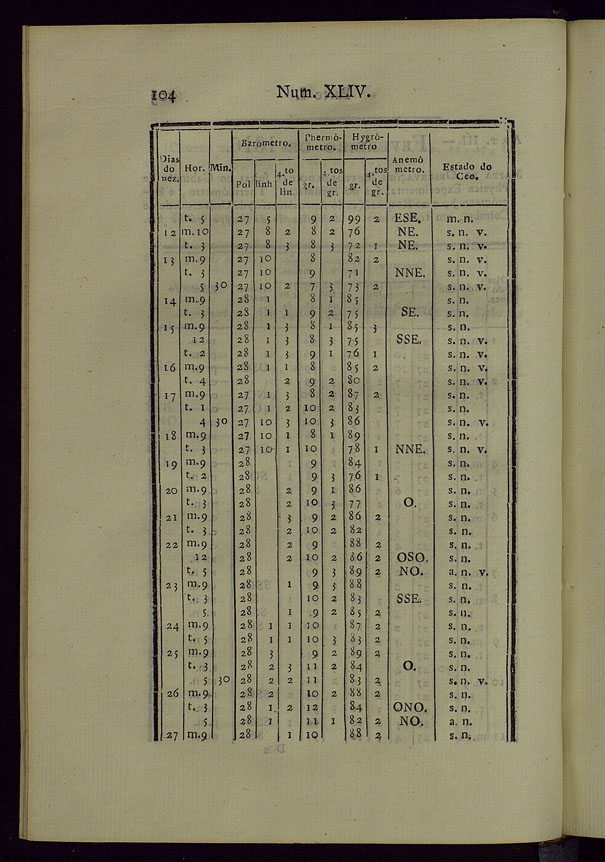 104 Num. XLIV.
Dias do mez. Hor. Min. Barometro. Thermó-metro. Hygró-metro Anemó metro. Estado do Ceo.
Pol linh 4.to de lin. gr. 4.tos de gr. gr. 4.tos de gr.
t. 5 27 5 9 2 99 2 ESE. m. n.
12 m.10 27 8 2 8 2 76 NE. s. n. v.
t. 3 27 8 3 8 3 72 1 NE. s. n. v.
13 m.9 27 10 8 82 2 s. n. v.
t. 3 27 10 9 71 NNE. s. n. v.
5 30 27 10 2 7 3 73 2 s. n. v.
14 m.9 28 1 8 1 85 s. n.
t. 3 28 1 1 9 2 75 SE. s. n.
15 m.9 28 1 3 8 1 85 3 s. n.
12 28 1 3 8 3 75 SSE. s. n. v.
t. 2 28 1 3 9 1 76 1 s. n. v.
16 m.9 28 1 1 8 85 2 s. n. v.
t. 4 28 2 9 2 80 s. n. v.
17 m.9 27 1 3 8 2 87 2 s. n.
t. 1 27 1 2 10 2 83 s. n.
4 30 27 10 3 10 3 86 s. n. v.
18 m.9 27 10 1 8 1 89 s. n.
t. 3 27 10 1 10 78 1 NNE. s. n. v.
19 m.9 28 9 84 s. n.
t. 2 28 9 3 76 1 s. n.
20 m.9 28 2 9 1 86 s. n.
t. 3 28 2 10 3 77 O. s. n.
21 m.9 28 3 9 2 86 2 s. n.
t. 3 28 2 10 2 82 s. n.
22 m.9 28 2 9 88 2 s. n.
12 28 2 10 2 86 2 OSO. s. n.
t. 5 28 9 3 89 2 NO. a. n. v.
23 m.9 28 1 9 3 88 s. n.
t. 3 28 10 2 83 SSE. s. n.
5 28 1 9 2 85 2 s. n.
24 m.9 28 1 1 10 87 2 s. n.
t. 5 28 1 1 10 3 83 2 s. n.
25 m.9 28 3 9 2 89 2 s. n.
t. 3 28 2 3 11 2 84 O. s. n.
5 30 28 2 2 11 83 2 s. n. v.
26 m.9 28 2 10 2 88 2 s. n.
t. 3 28 1 2 12 84 ONO. s. n.
5 28 1 11 1 82 2 NO. a. n.
27 m.9 28 1 10 88 2 s. n.